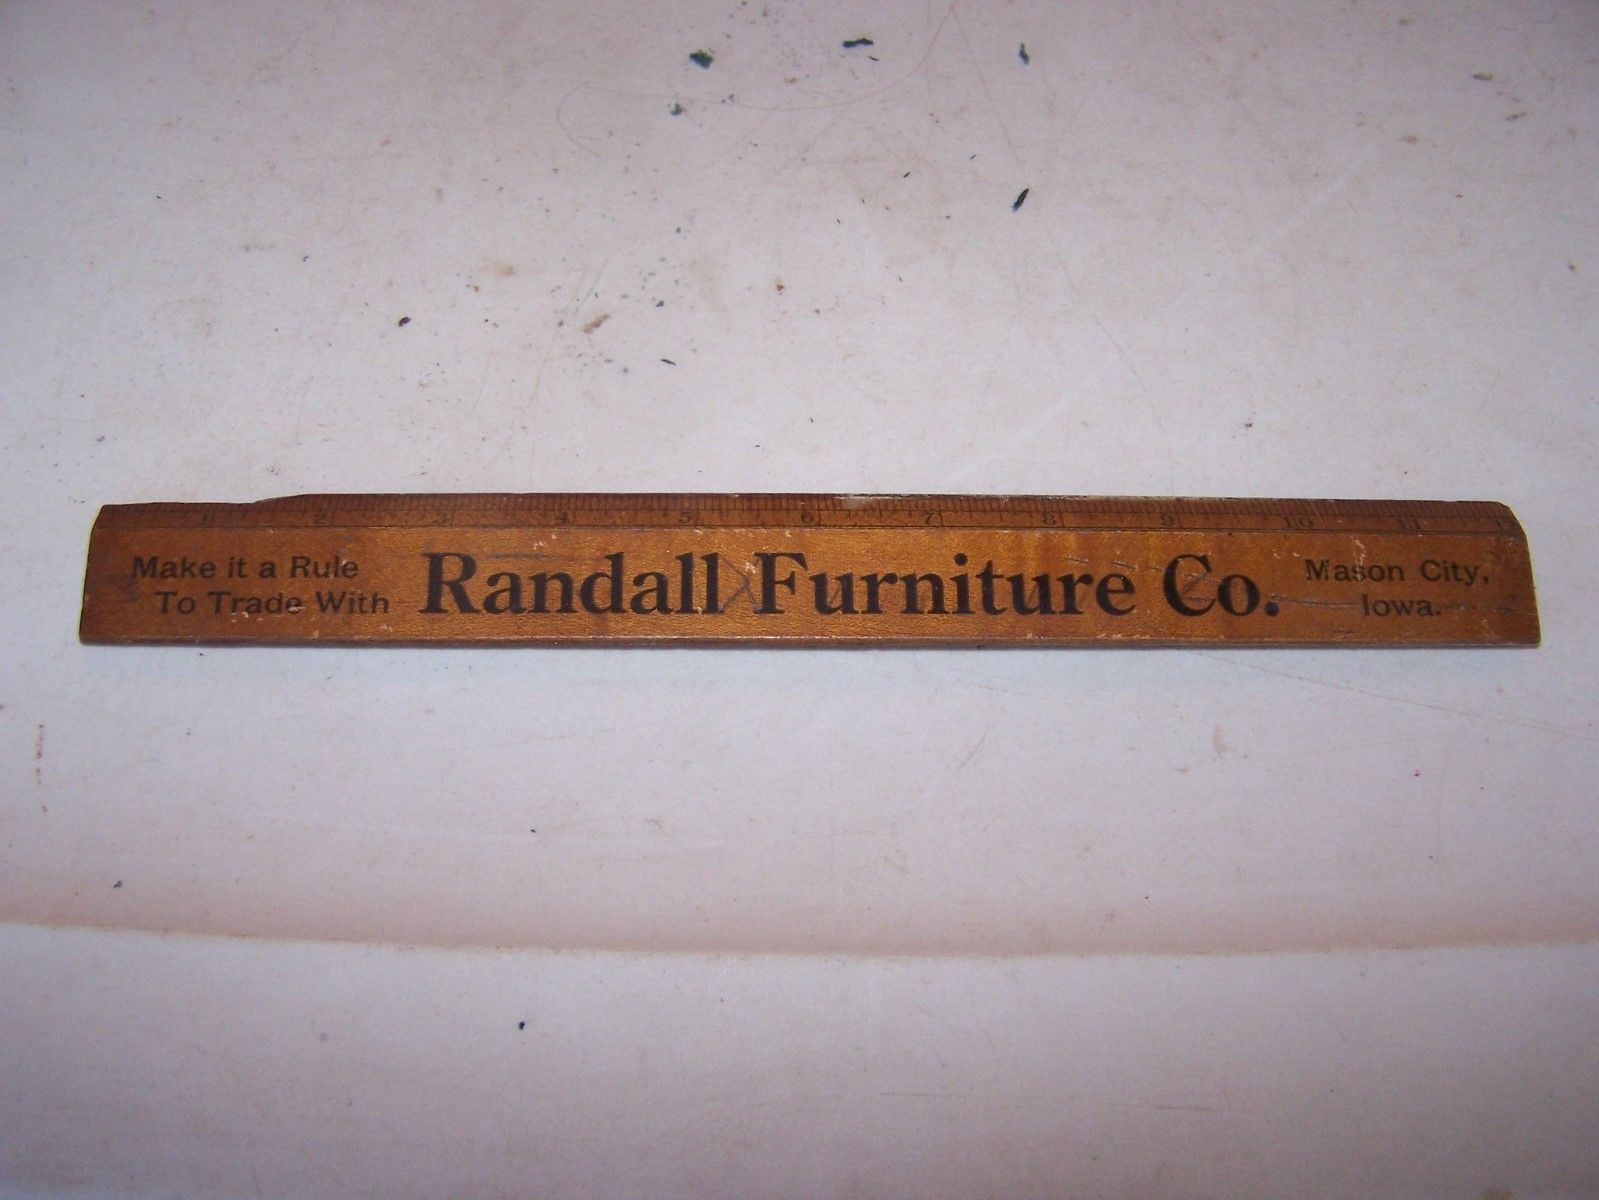 1 2 3 4 5 6 7 8 9 10 11 12
Make it a Rule
To Trade With
Randall Furniture Co.
Mason City,
Iowa.